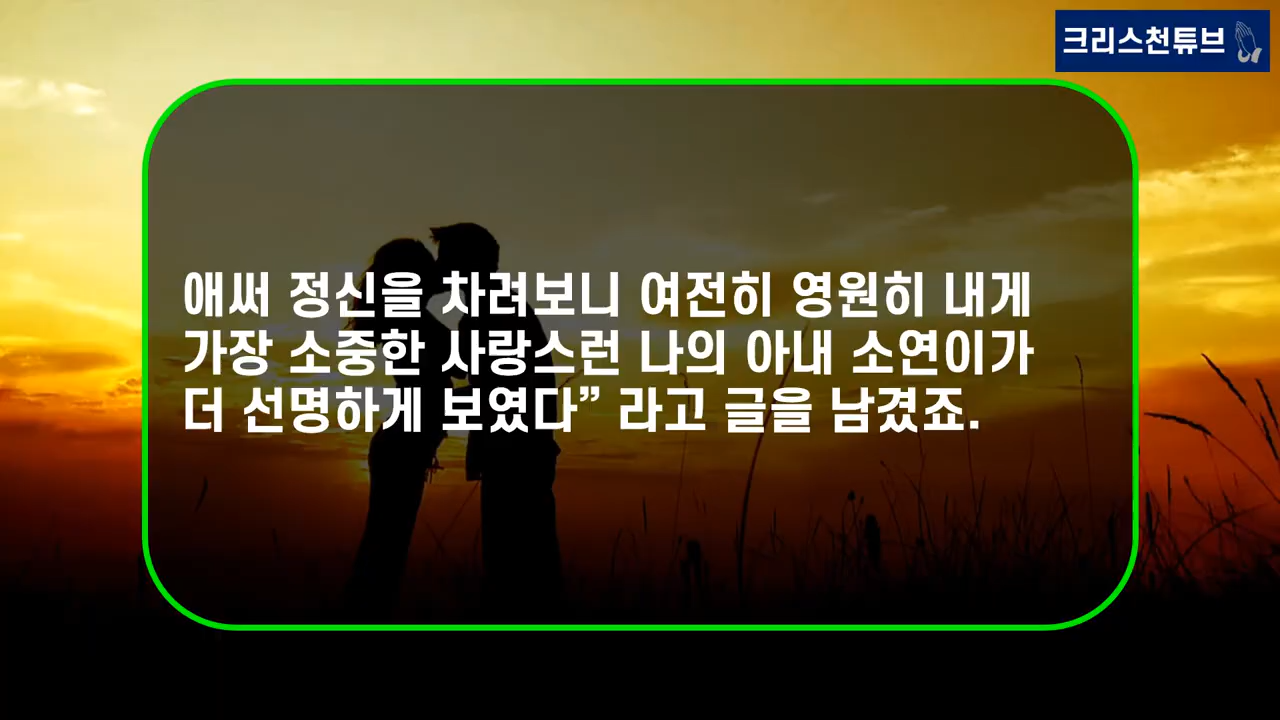 크리스천튜브
애써 정신을 차려보니 여전히 영원히 내게
가장 소중한 사랑스런 나의 아내 소연이가
더 선명하게 보였다” 라고 글을 남겼죠.